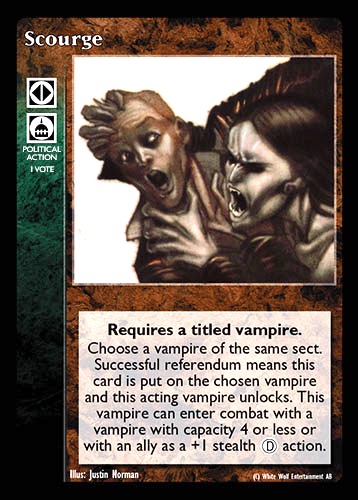 Scourge
POLITICAL
ACTION
1 VOTE
Requires a titled vampire.
Choose a vampire of the same sect.
Successful referendum means this
card is put on the chosen vampire
and this acting vampire unlocks. This
vampire can enter combat with a
vampire with capacity 4 or less or
with an ally as a +1 stealth Ⓓ action.
Illus: Justin Norman
(C) White Wolf Entertainment AB